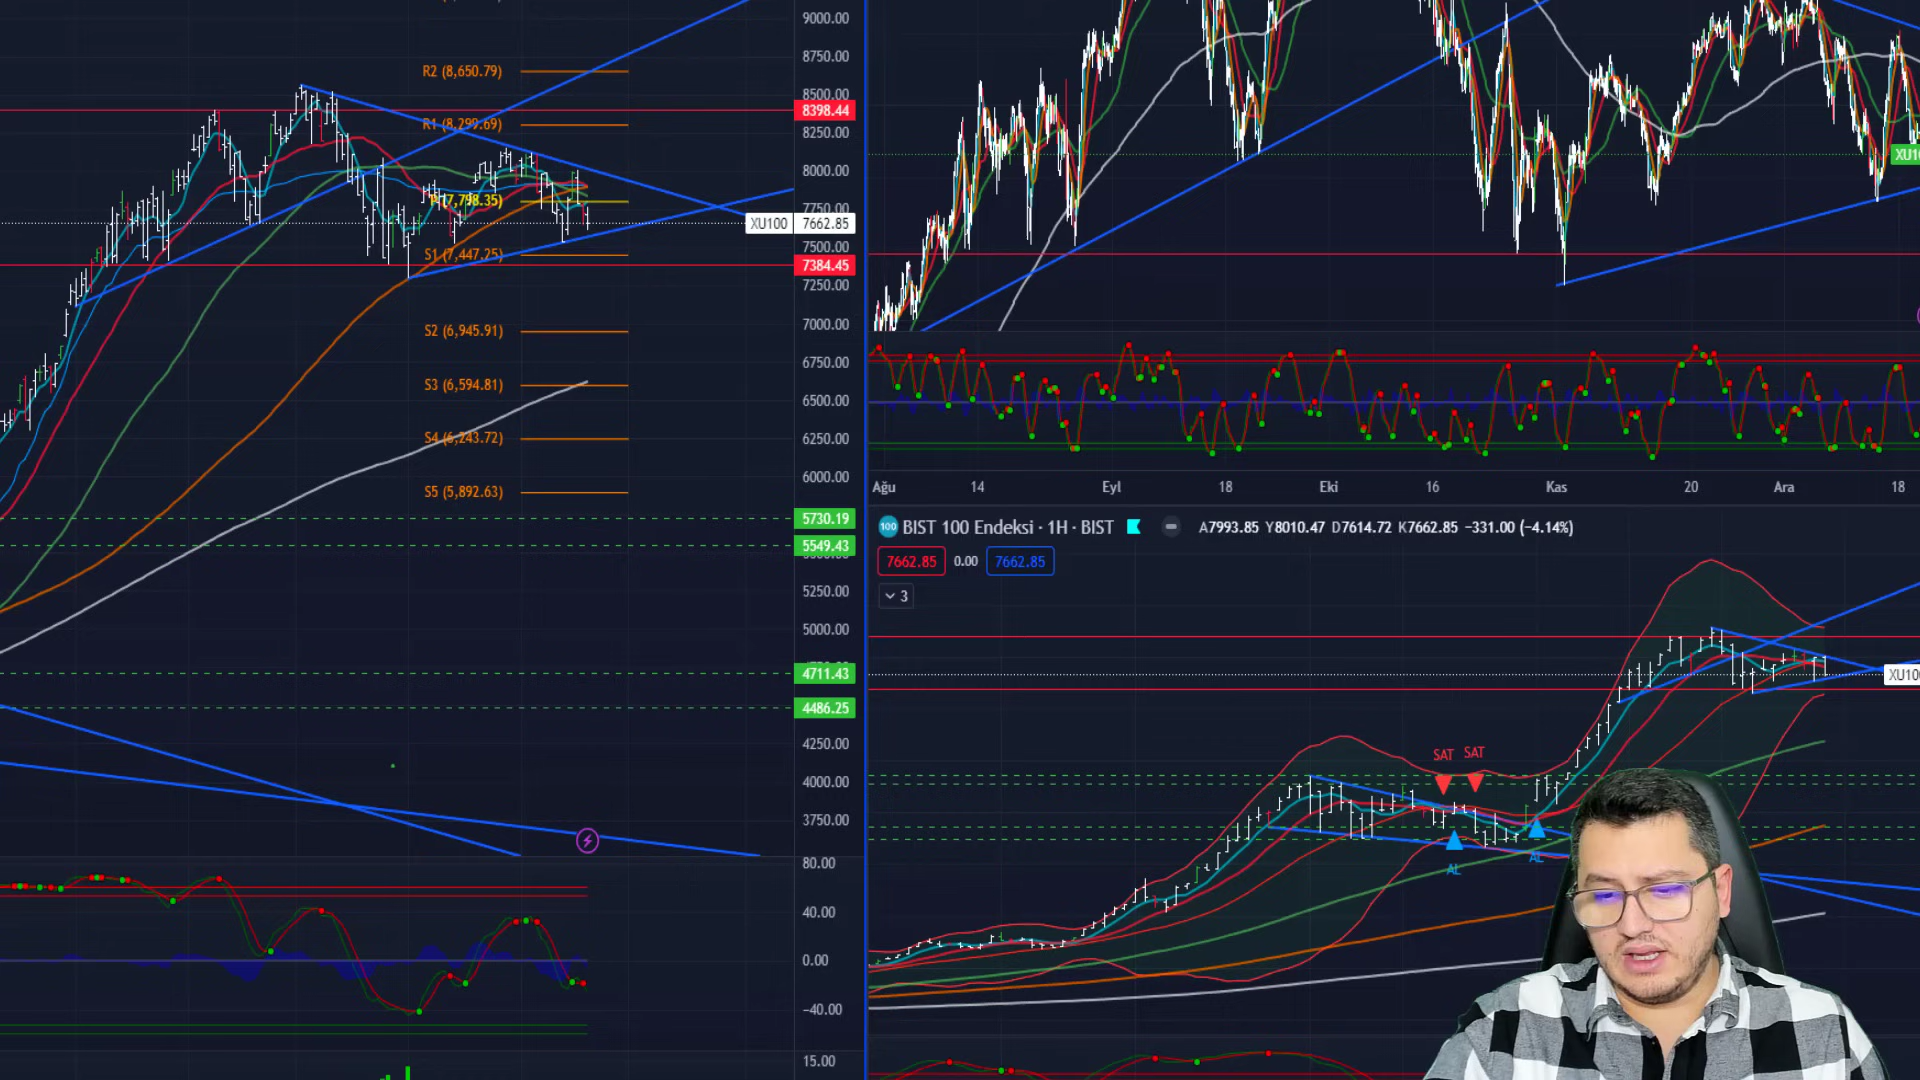 9000.00
8750.00
R2 (8,650.79)
8500.00
8398.44
R1 (8,299.69)
8250.00
8000.00
P (7,798.35)
7750.00
XU100 7662.85
7500.00
S1 (7,447.25)
7384.45
7250.00
S2 (6,945.91)
7000.00
6750.00
S3 (6,594.81)
6500.00
S4 (6,243.72)
6250.00
6000.00
S5 (5,892.63)
5730.19
5549.43
5250.00
5000.00
4711.43
4486.25
4250.00
4000.00
3750.00
80.00
40.00
0.00
−40.00
15.00
XU10
Ağu 14 Eyl 18 Eki 16 Kas 20 Ara 18
100 BIST 100 Endeksi · 1H · BIST A7993.85 Y8010.47 D7614.72 K7662.85 −331.00 (−4.14%)
7662.85 0.00 7662.85
3
XU100
SAT SAT
AL AL